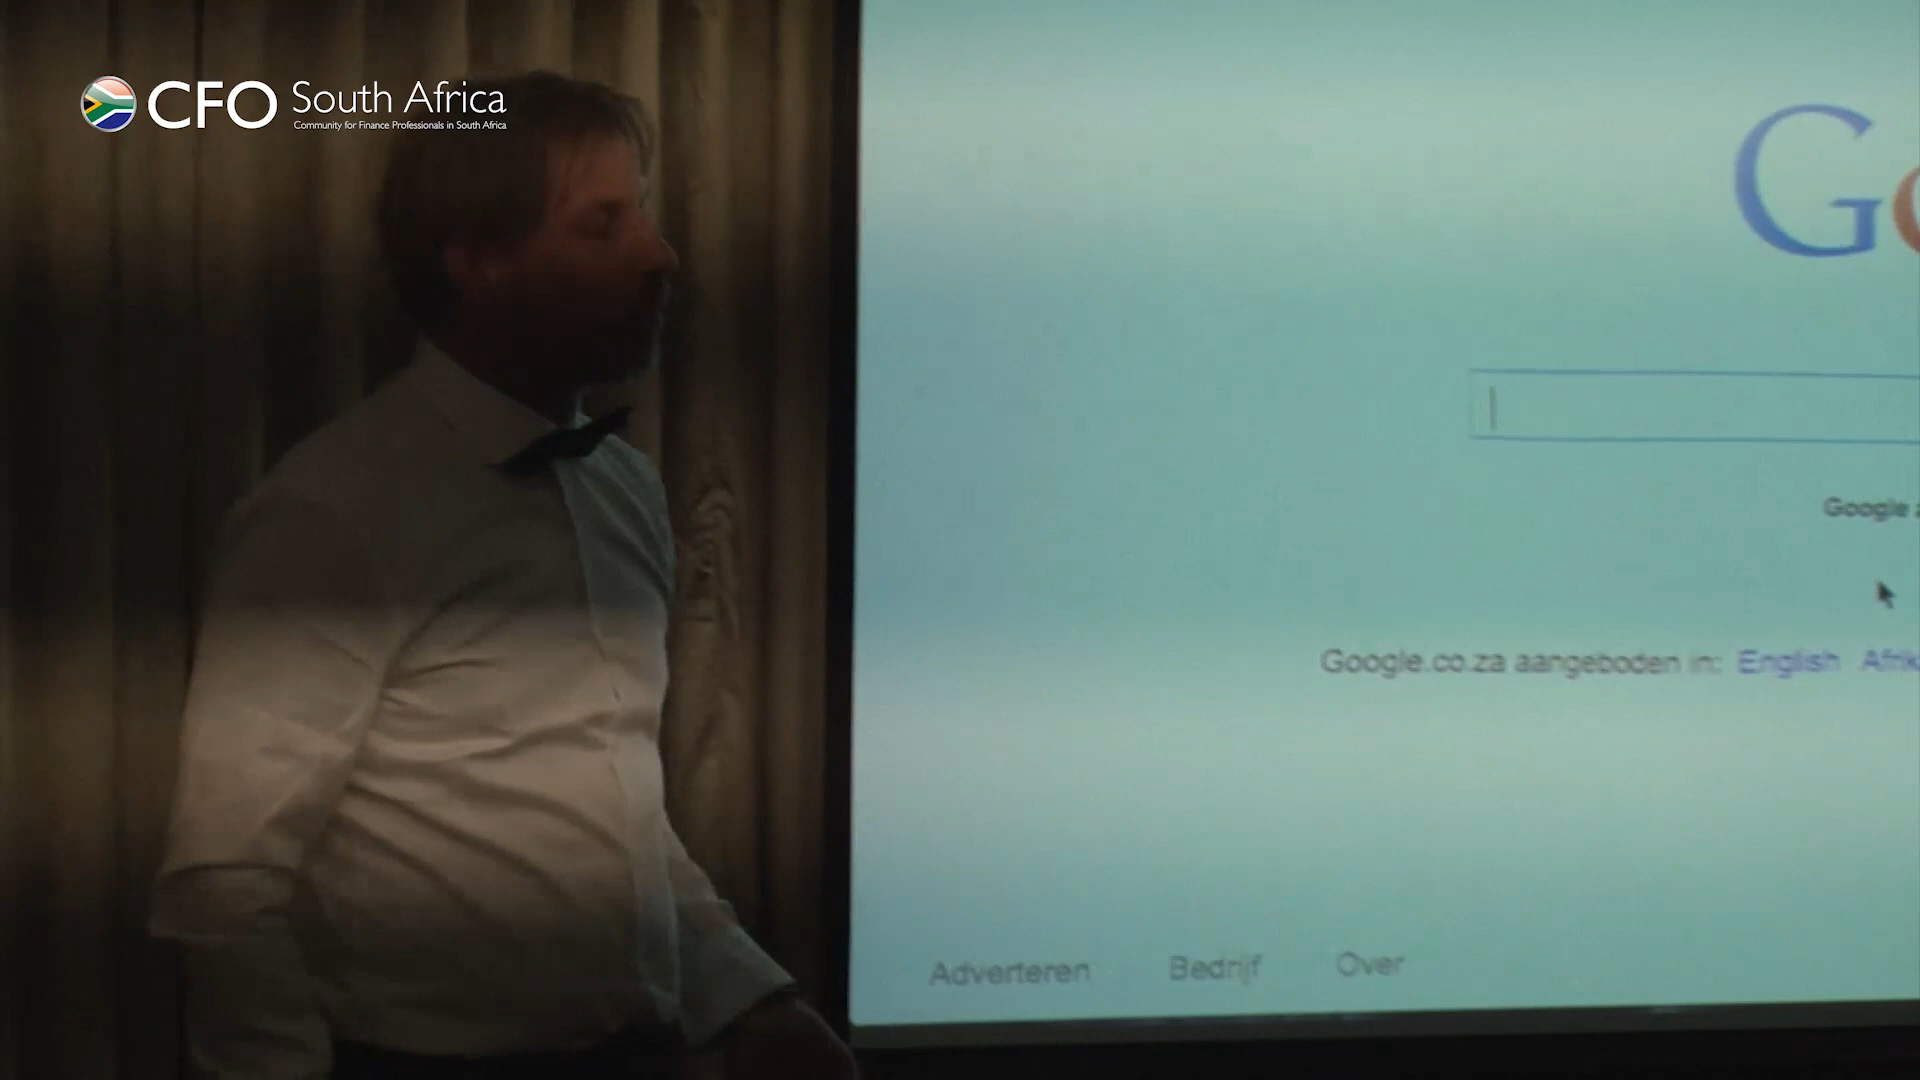 CFO South Africa
Community for Finance Professionals in South Africa
Google
Google.co.za aangeboden in: English
Adverteren Bedrijf Over